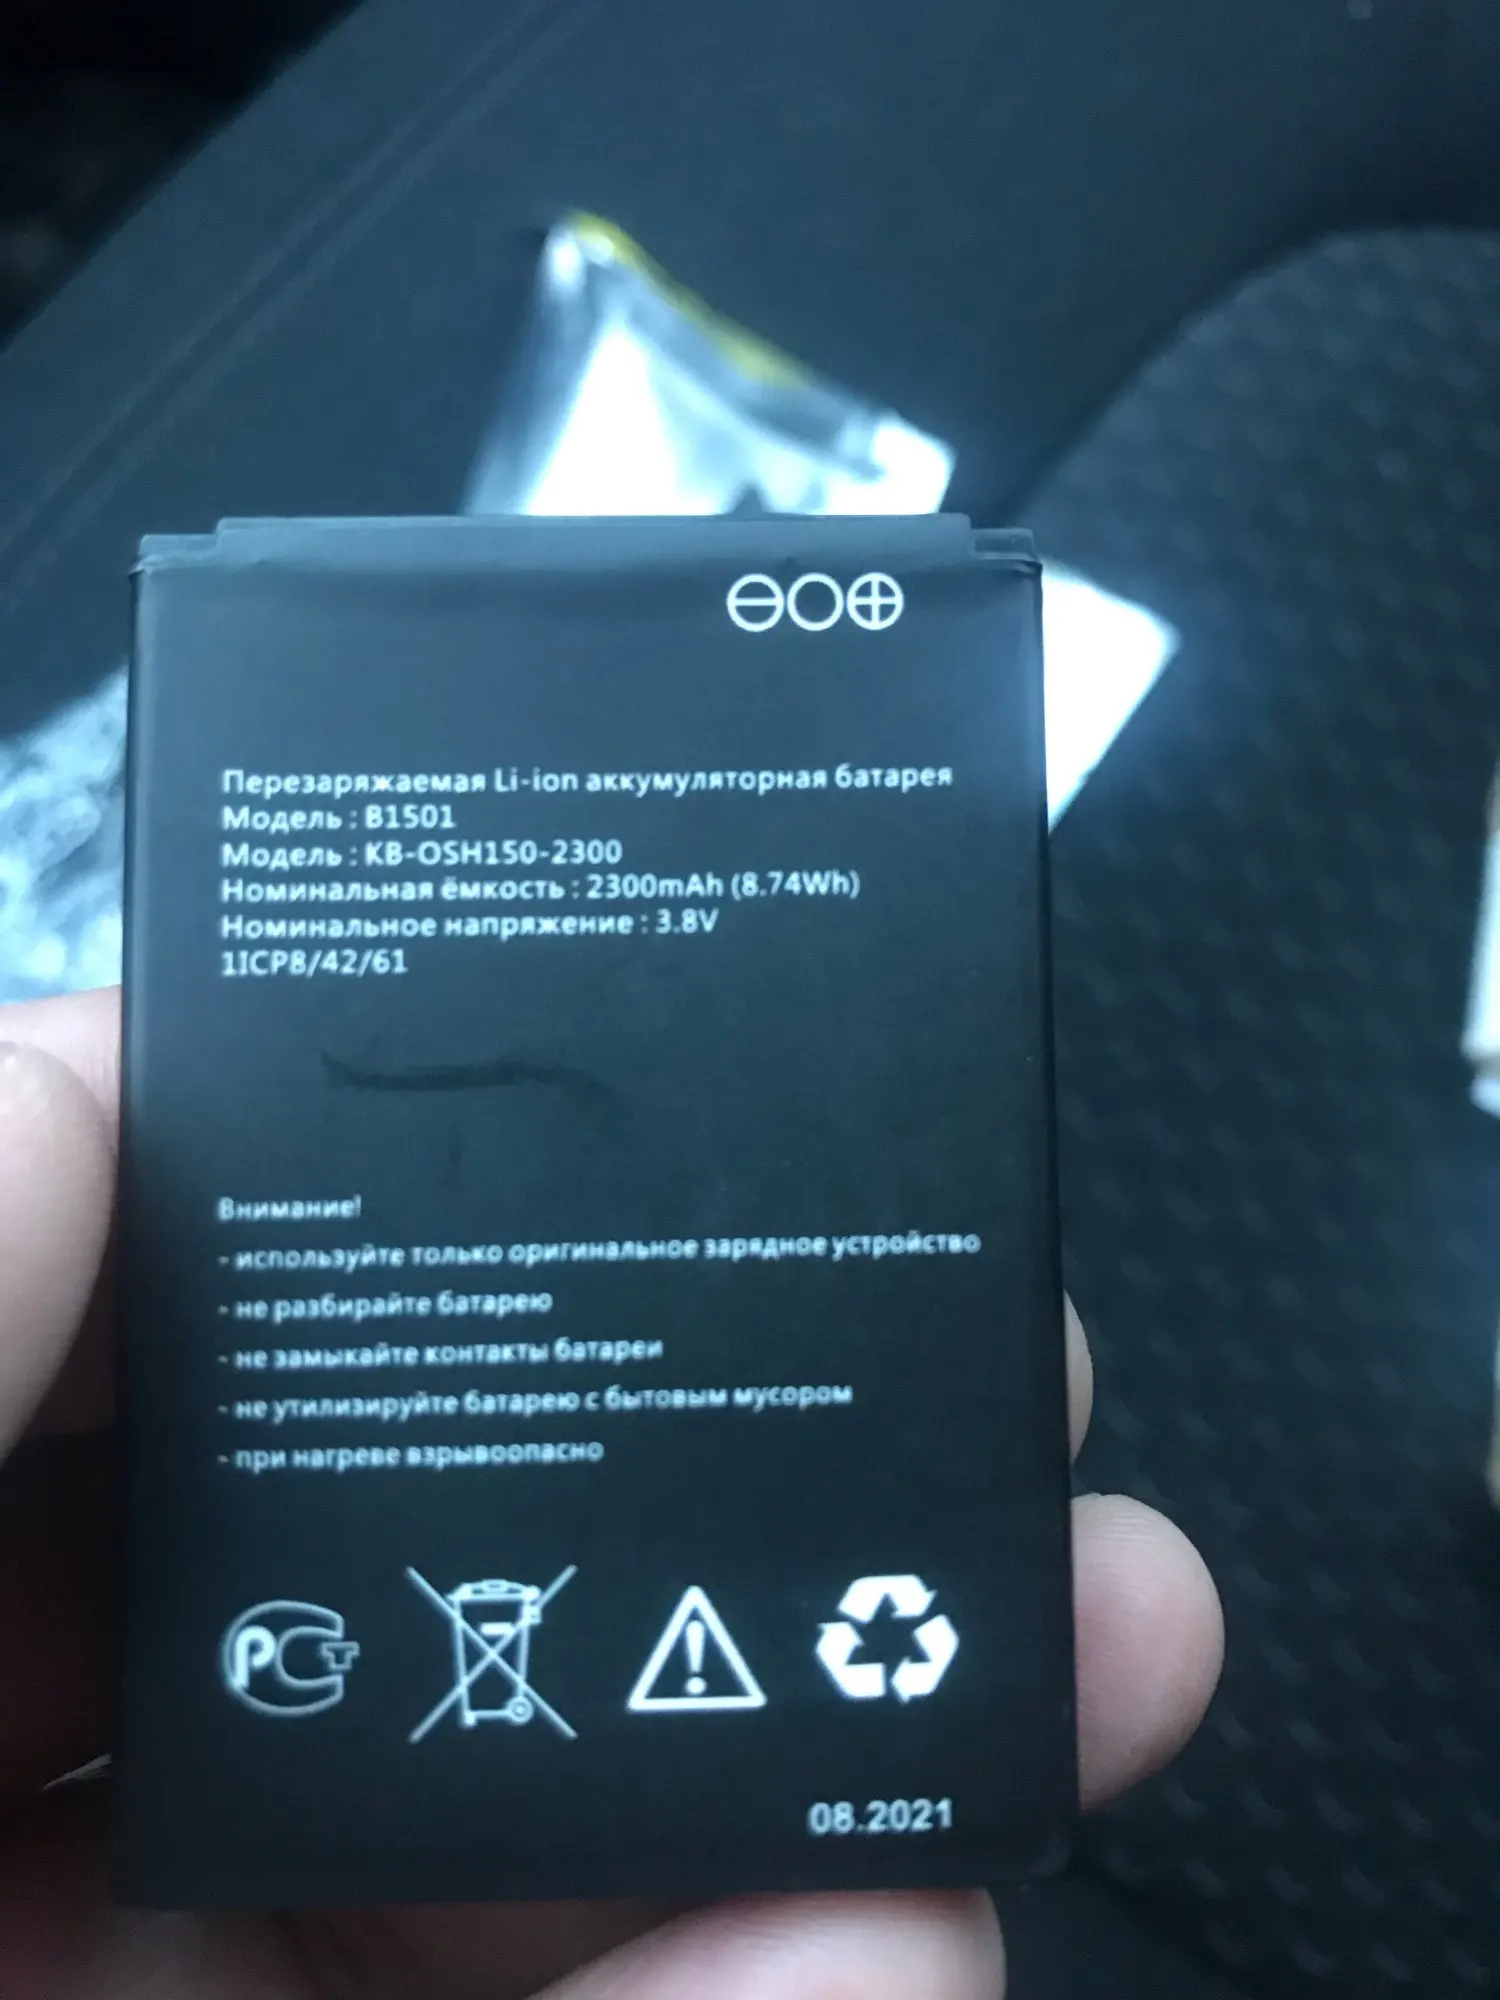 Перезаряжаемая Li-ion аккумуляторная батарея
Модель : B1501
Модель : KB-OSH150-2300
Номинальная ёмкость : 2300mAh (8.74Wh)
Номинальное напряжение : 3.8V
1ICP8/42/61
Внимание!
- используйте только оригинальное зарядное устройство
- не разбирайте батарею
- не замыкайте контакты батареи
- не утилизируйте батарею с бытовым мусором
- при нагреве взрывоопасно
РСТ
08.2021